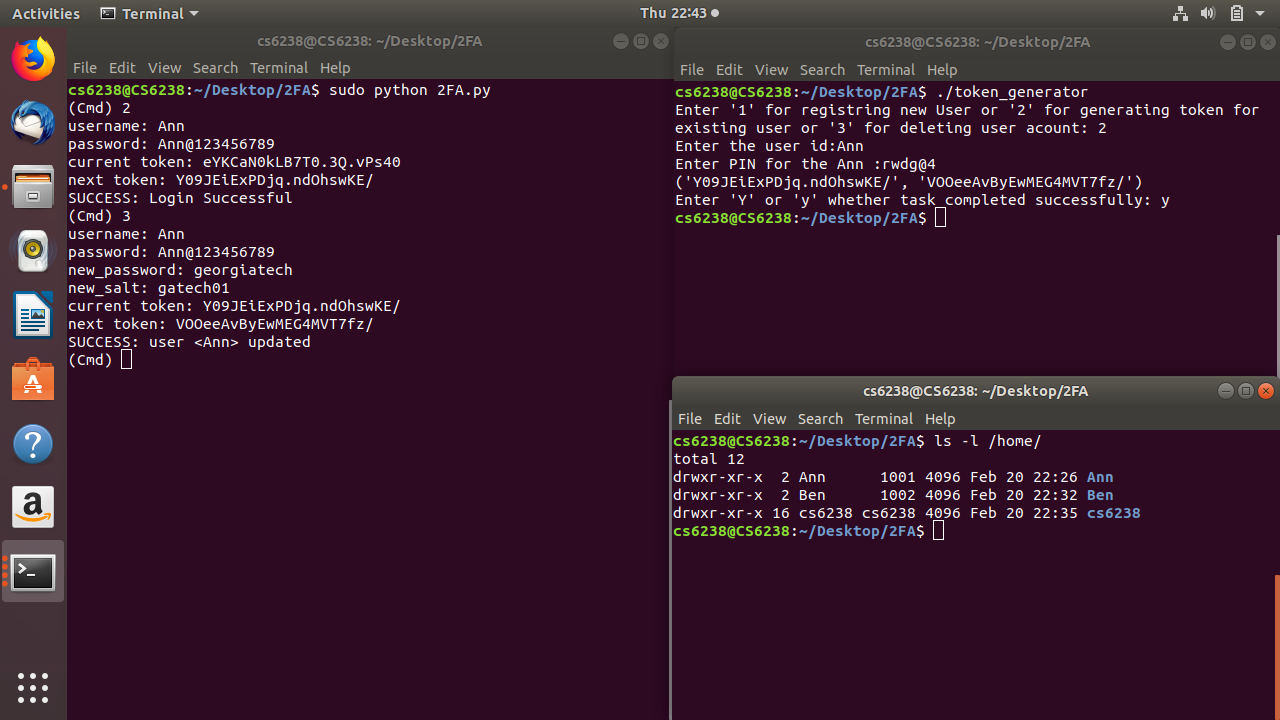 Activities
Terminal
Thu 22:43
cs6238@CS6238: ~/Desktop/2FA
File Edit View Search Terminal Help
cs6238@CS6238:~/Desktop/2FA$ sudo python 2FA.py
(Cmd) 2
username: Ann
password: Ann@123456789
current token: eYKCaN0kLB7T0.3Q.vPs40
next token: Y09JEiExPDjq.ndOhswKE/
SUCCESS: Login Successful
(Cmd) 3
username: Ann
password: Ann@123456789
new_password: georgiatech
new_salt: gatech01
current token: Y09JEiExPDjq.ndOhswKE/
next token: VOOeeAvByEwMEG4MVT7fz/
SUCCESS: user <Ann> updated
(Cmd)
cs6238@CS6238: ~/Desktop/2FA
File Edit View Search Terminal Help
cs6238@CS6238:~/Desktop/2FA$ ./token_generator
Enter '1' for registring new User or '2' for generating token for
existing user or '3' for deleting user acount: 2
Enter the user id:Ann
Enter PIN for the Ann :rwdg@4
('Y09JEiExPDjq.ndOhswKE/', 'VOOeeAvByEwMEG4MVT7fz/')
Enter 'Y' or 'y' whether task completed successfully: y
cs6238@CS6238:~/Desktop/2FA$
cs6238@CS6238: ~/Desktop/2FA
File Edit View Search Terminal Help
cs6238@CS6238:~/Desktop/2FA$ ls -l /home/
total 12
drwxr-xr-x  2 Ann      1001 4096 Feb 20 22:26 Ann
drwxr-xr-x  2 Ben      1002 4096 Feb 20 22:32 Ben
drwxr-xr-x 16 cs6238 cs6238 4096 Feb 20 22:35 cs6238
cs6238@CS6238:~/Desktop/2FA$